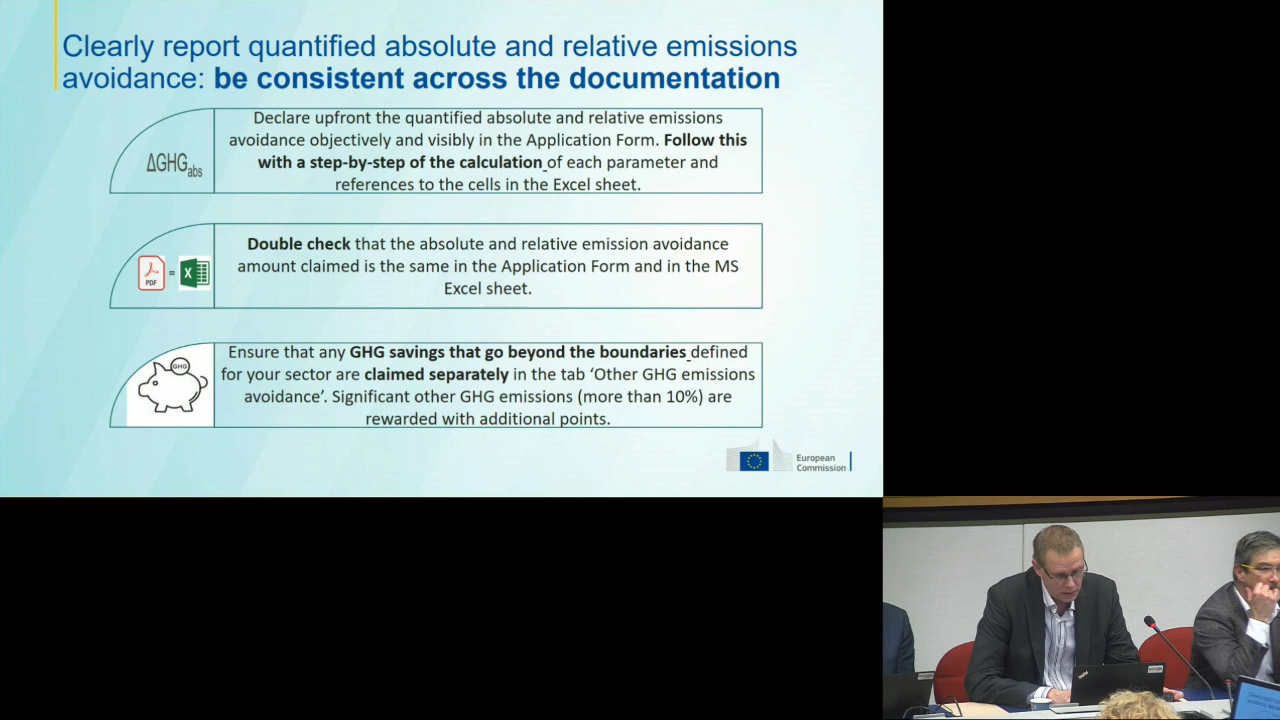 Clearly report quantified absolute and relative emissions
avoidance: be consistent across the documentation
ΔGHGabs
Declare upfront the quantified absolute and relative emissions
avoidance objectively and visibly in the Application Form. Follow this
with a step-by-step of the calculation of each parameter and
references to the cells in the Excel sheet.
PDF
=
X
Double check that the absolute and relative emission avoidance
amount claimed is the same in the Application Form and in the MS
Excel sheet.
GHG
Ensure that any GHG savings that go beyond the boundaries defined
for your sector are claimed separately in the tab ‘Other GHG emissions
avoidance’. Significant other GHG emissions (more than 10%) are
rewarded with additional points.
European
Commission